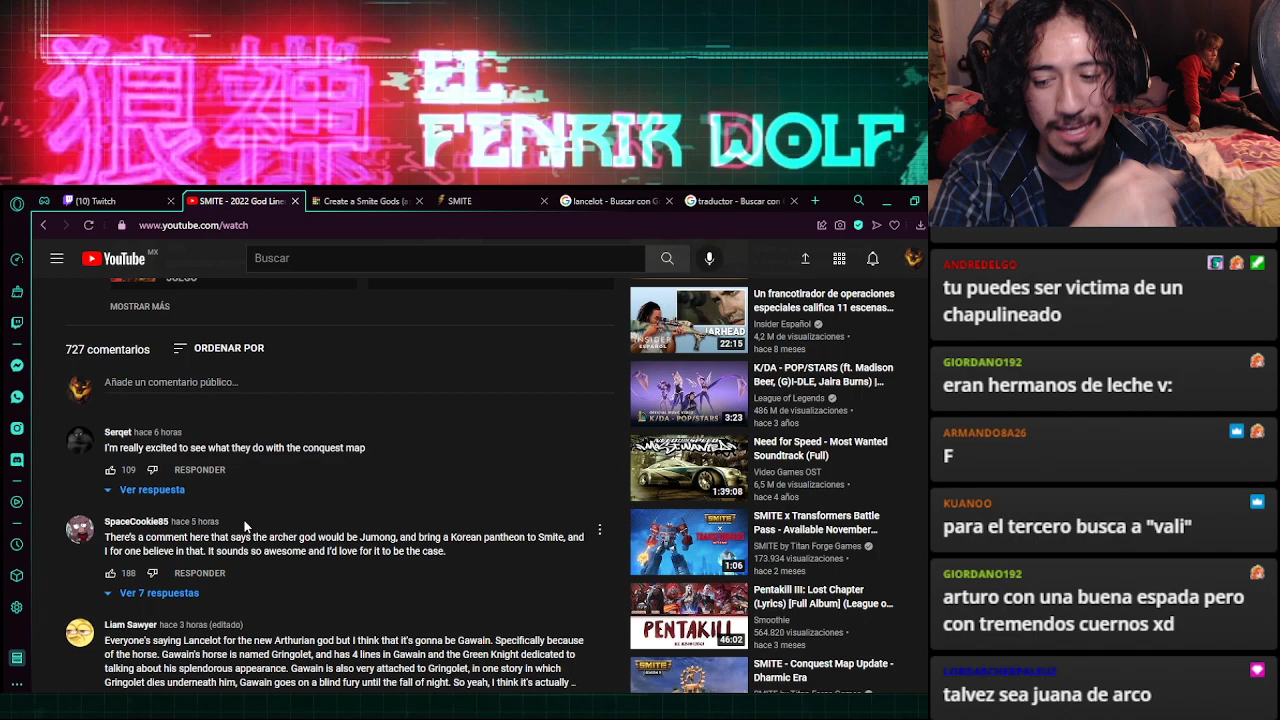 狼禅
EL
FENRIK WOLF
(10) Twitch
SMITE - 2022 God Line
Create a Smite Gods (a
SMITE
lancelot - Buscar con G
traductor - Buscar con
www.youtube.com/watch
YouTube MX
Buscar
JUEGO
MOSTRAR MÁS
727 comentarios
ORDENAR POR
Añade un comentario público...
Serqet hace 6 horas
I'm really excited to see what they do with the conquest map
109
RESPONDER
Ver respuesta
SpaceCookie85 hace 5 horas
There's a comment here that says the archer god would be Jumong, and bring a Korean pantheon to Smite, and
I for one believe in that. It sounds so awesome and I'd love for it to be the case.
188
RESPONDER
Ver 7 respuestas
Liam Sawyer hace 3 horas (editado)
Everyone's saying Lancelot for the new Arthurian god but I think that it's gonna be Gawain. Specifically because
of the horse. Gawain's horse is named Gringolet, and has 4 lines in Gawain and the Green Knight dedicated to
talking about his splendorous appearance. Gawain is also very attached to Gringolet, in one story in which
Gringolet dies underneath him, Gawain goes on a blind fury until the fall of night. So yeah, I think it's actually ..
JARHEAD
INSIDER
ESPAÑOL
22:15
Un francotirador de operaciones
especiales califica 11 escenas...
Insider Español
4,2 M de visualizaciones •
hace 8 meses
K/DA - POP/STARS
3:23
K/DA - POP/STARS (ft. Madison
Beer, (G)I-DLE, Jaira Burns) |...
League of Legends
486 M de visualizaciones •
hace 3 años
1:39:08
Need for Speed - Most Wanted
Soundtrack (Full)
Video Games OST
6,5 M de visualizaciones •
hace 4 años
1:06
SMITE x Transformers Battle
Pass - Available November...
SMITE by Titan Forge Games
173.934 visualizaciones •
hace 2 meses
PENTAKILL
46:02
Pentakill III: Lost Chapter
(Lyrics) [Full Album] (League o...
Smoothie
564.820 visualizaciones •
hace 3 meses
SMITE
SMITE - Conquest Map Update -
Dharmic Era
SMITE by Titan Forge Games
ANDREDELGO
tu puedes ser victima de un
chapulineado
GIORDANO192
eran hermanos de leche v:
ARMANDO8A26
F
KUANOO
para el tercero busca a "vali"
GIORDANO192
arturo con una buena espada pero
con tremendos cuernos xd
talvez sea juana de arco